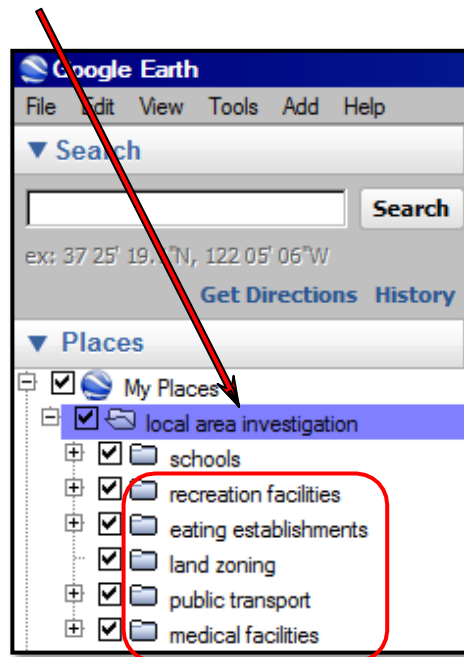 Google Earth
File Edit View Tools Add Help
Search
Search
ex: 37 25' 19. "N, 122 05' 06"W
Get Directions History
Places
My Places
local area investigation
schools
recreation facilities
eating establishments
land zoning
public transport
medical facilities